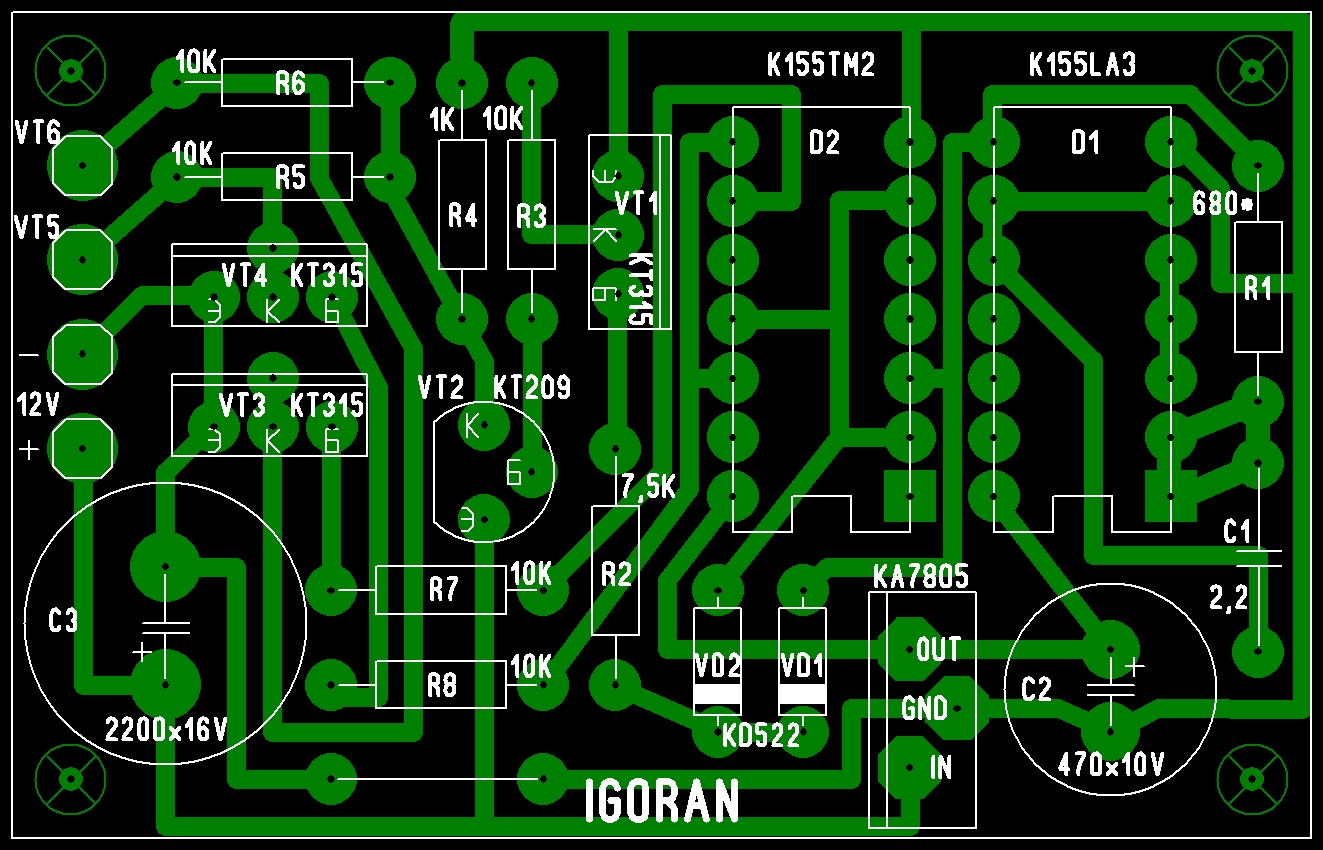 K155TM2
K155LA3
10K
R6
1K
10K
VT6
D2
D1
10K
R5
R4
R3
Э
К
Б
VT1
KT315
680*
VT5
VT4
KT315
Э
К
Б
R1
–
12V
+
VT3
KT315
Э
К
Б
VT2
KT209
К
Б
Э
7,5K
C1
2,2
R7
10K
R2
KA7805
C3
+
2200×16V
R8
10K
VD2
VD1
KD522
OUT
GND
IN
C2
+
470×10V
IGORAN